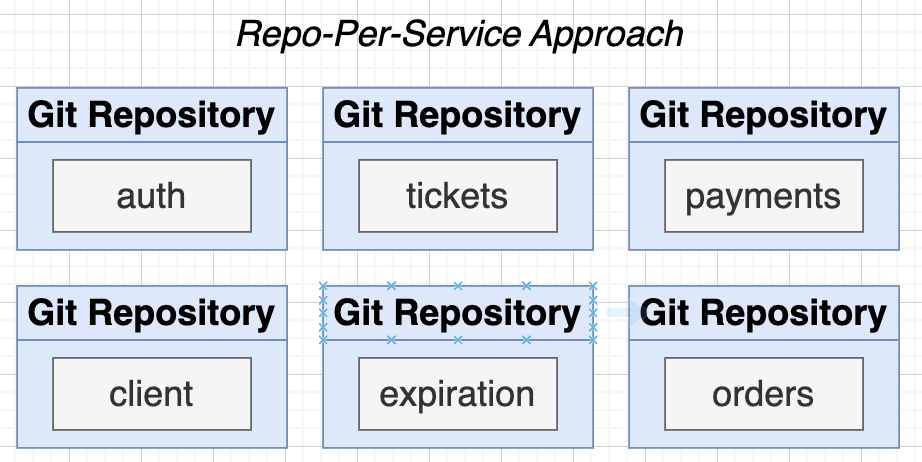 Repo-Per-Service Approach
Git Repository
auth
Git Repository
tickets
Git Repository
payments
Git Repository
client
Git Repository
expiration
Git Repository
orders